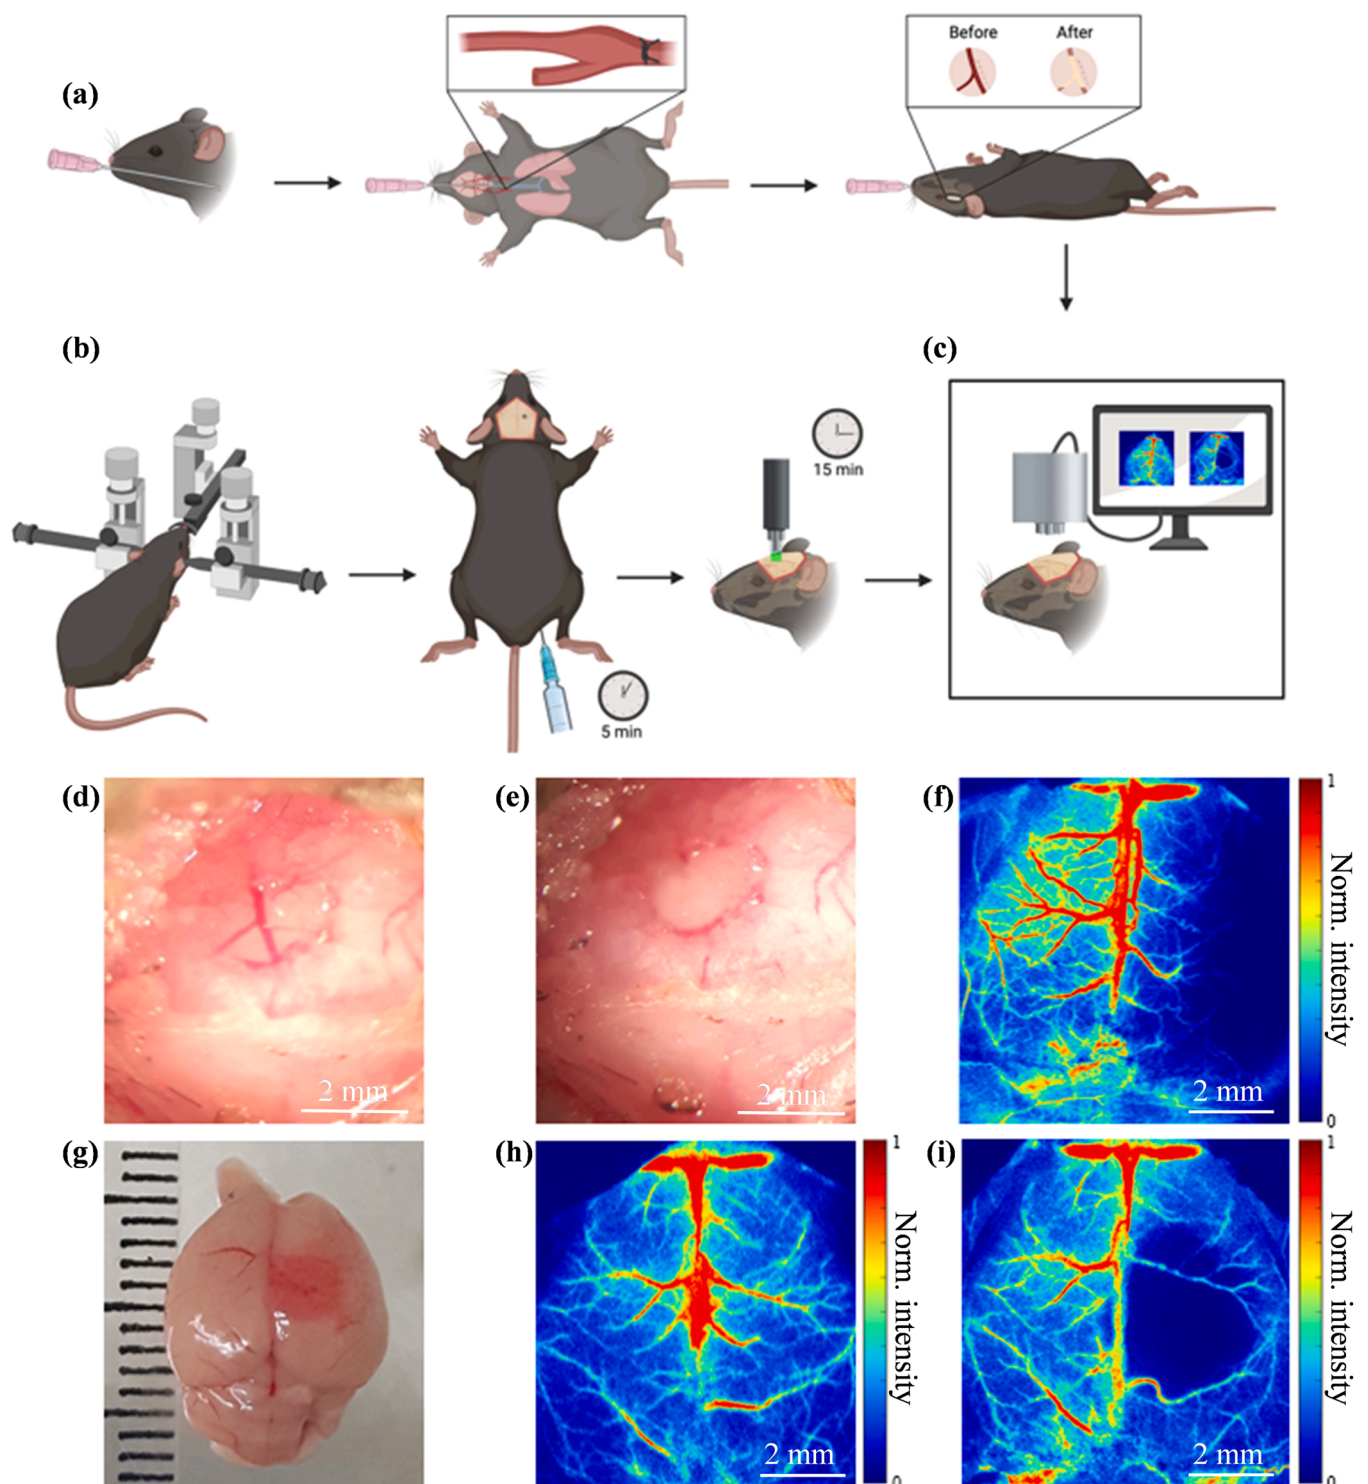 (a)
Before
After
(b)
(c)
15 min
5 min
(d)
2 mm
(e)
2 mm
(f)
2 mm
1
0
Norm. intensity
(g)
(h)
2 mm
1
0
Norm. intensity
(i)
2 mm
1
0
Norm. intensity